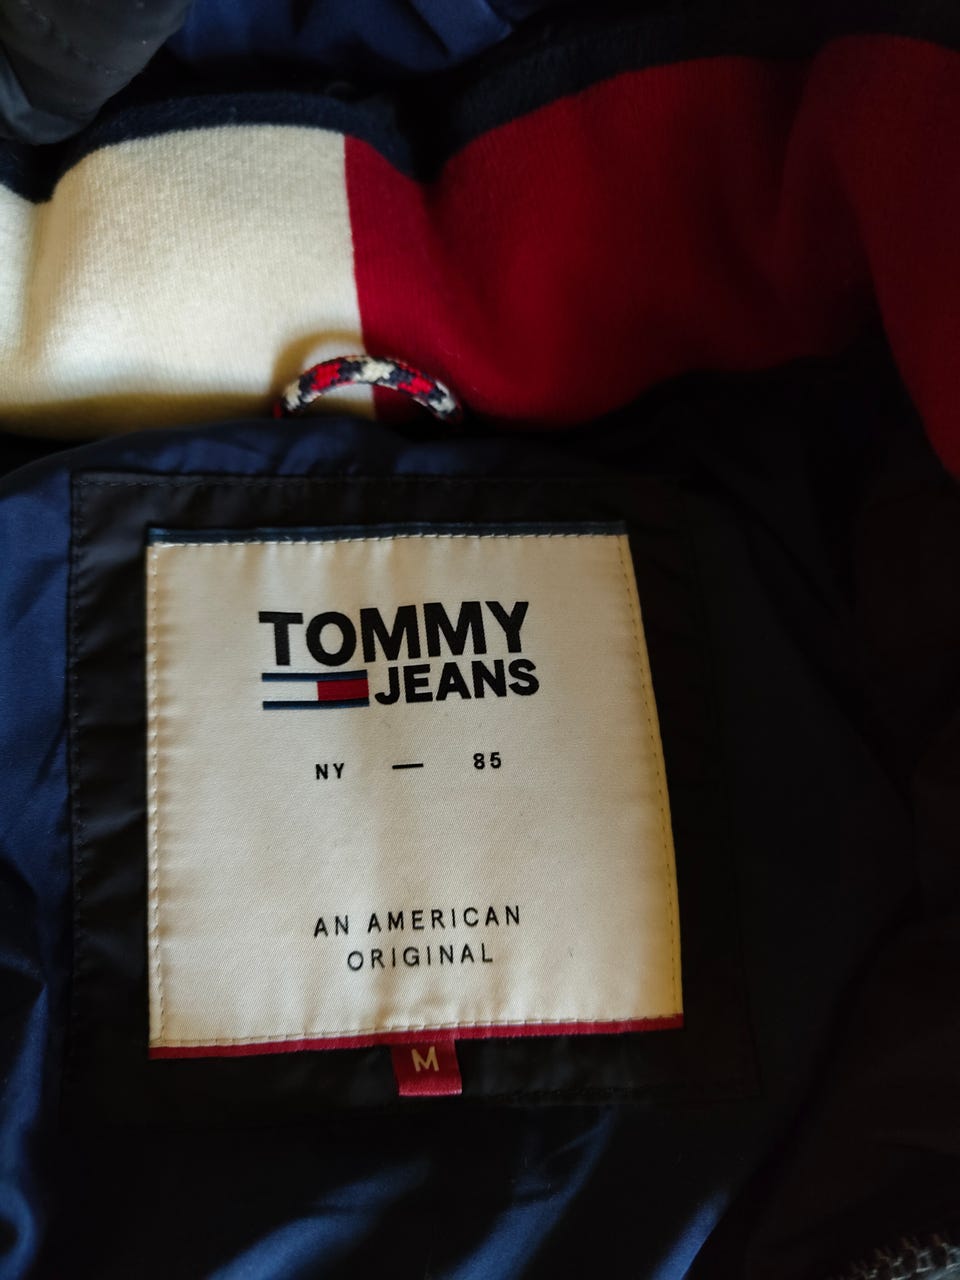 TOMMY
JEANS
NY — 85
AN AMERICAN
ORIGINAL
M